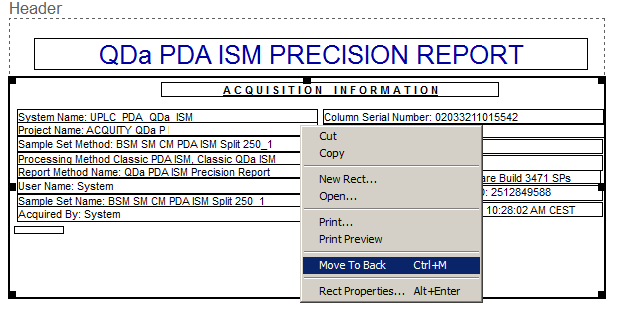 Header
QDa PDA ISM PRECISION REPORT
ACQUISITION INFORMATION
System Name: UPLC_PDA_QDa_ISM
Column Serial Number: 02033211015542
Project Name: ACQUITY QDa P
Sample Set Method: BSM SM CM PDA ISM Split 250_1
Processing Method Classic PDA ISM, Classic QDa ISM
Report Method Name: QDa PDA ISM Precision Report
are Build 3471 SPs
User Name: System
: 2512849588
Sample Set Name: BSM SM CM PDA ISM Split 250_1
Acquired By: System
10:28:02 AM CEST
Cut
Copy
New Rect...
Open...
Print...
Print Preview
Move To Back Ctrl+M
Rect Properties... Alt+Enter